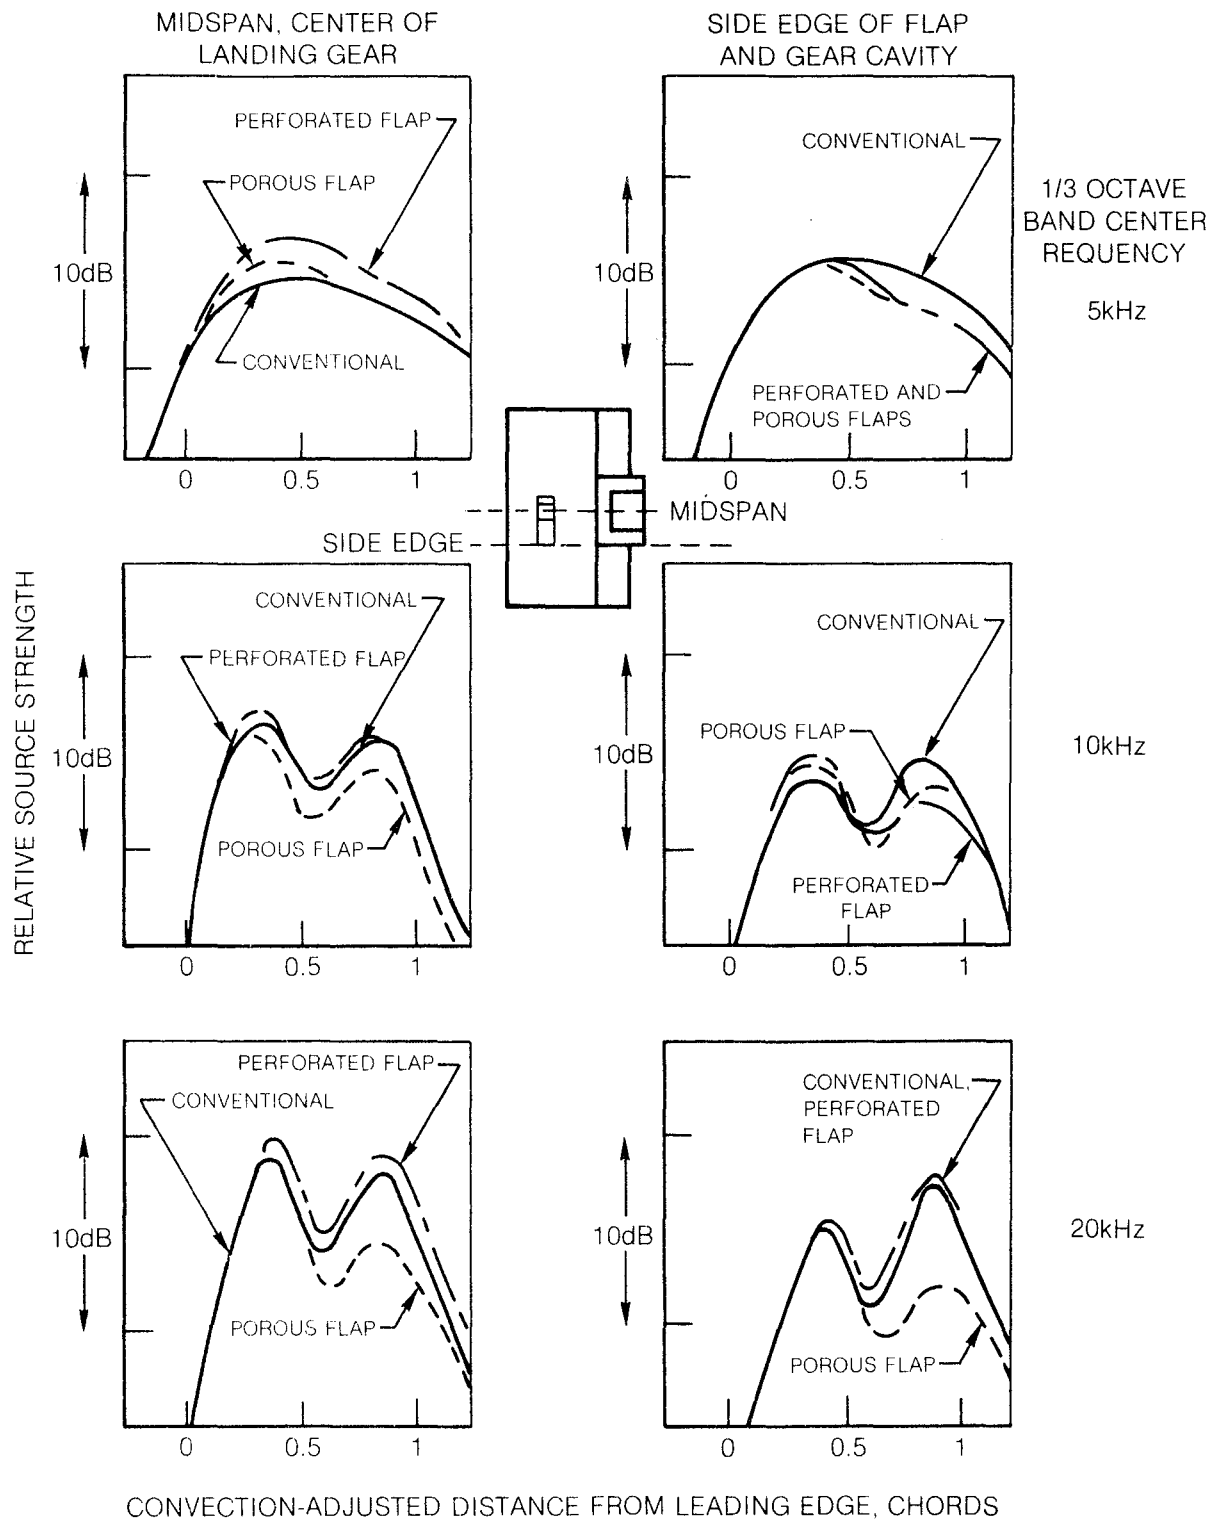 MIDSPAN, CENTER OF
LANDING GEAR
SIDE EDGE OF FLAP
AND GEAR CAVITY
PERFORATED FLAP
POROUS FLAP
10dB
CONVENTIONAL
0 0.5 1
CONVENTIONAL
10dB
PERFORATED AND
POROUS FLAPS
0 0.5 1
1/3 OCTAVE
BAND CENTER
REQUENCY
5kHz
MIDSPAN
SIDE EDGE
RELATIVE SOURCE STRENGTH
CONVENTIONAL
PERFORATED FLAP
10dB
POROUS FLAP
0 0.5 1
CONVENTIONAL
POROUS FLAP
10dB
PERFORATED
FLAP
0 0.5 1
10kHz
PERFORATED FLAP
CONVENTIONAL
10dB
POROUS FLAP
0 0.5 1
CONVENTIONAL,
PERFORATED
FLAP
10dB
POROUS FLAP
0 0.5 1
20kHz
CONVECTION-ADJUSTED DISTANCE FROM LEADING EDGE, CHORDS